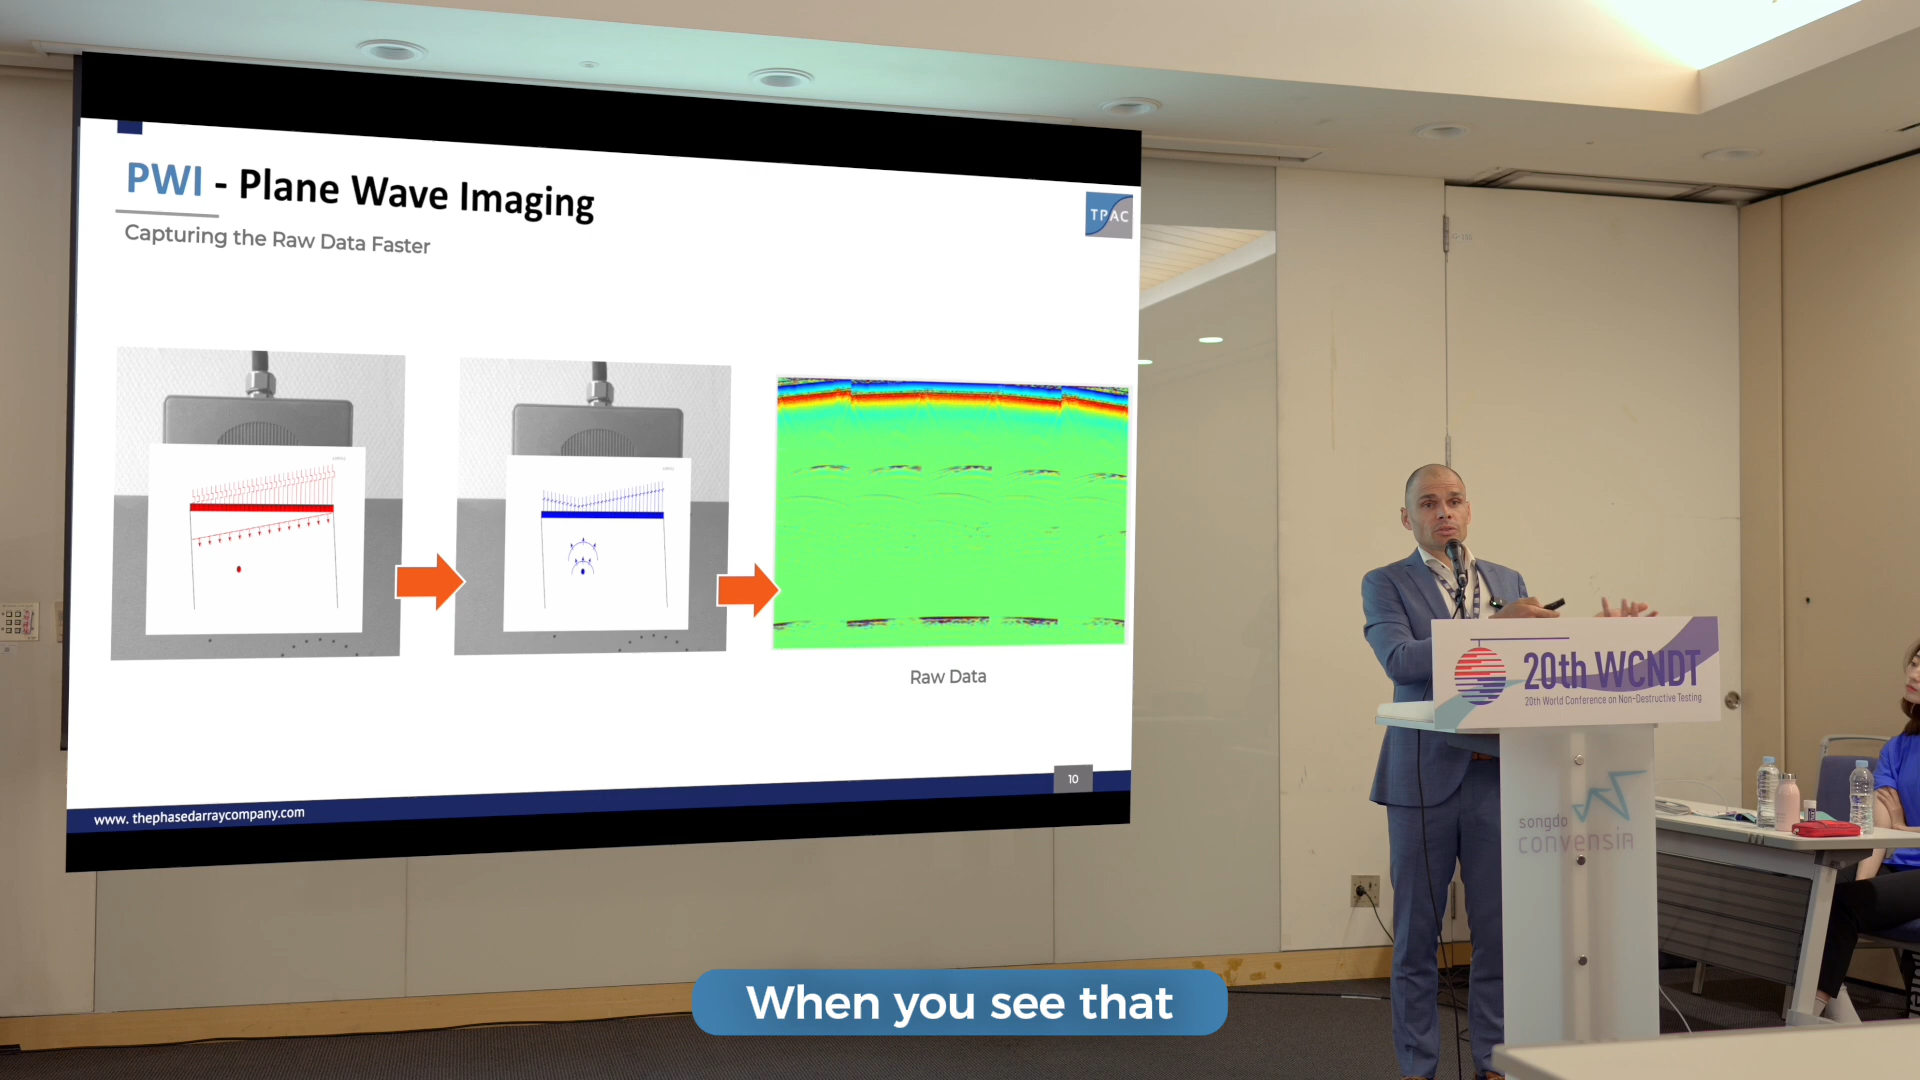 PWI - Plane Wave Imaging
Capturing the Raw Data Faster
TPAC
Raw Data
10
www. thephasedarraycompany.com
20th WCNDT
20th World Conference on Non-Destructive Testing
songdo
convensia
When you see that